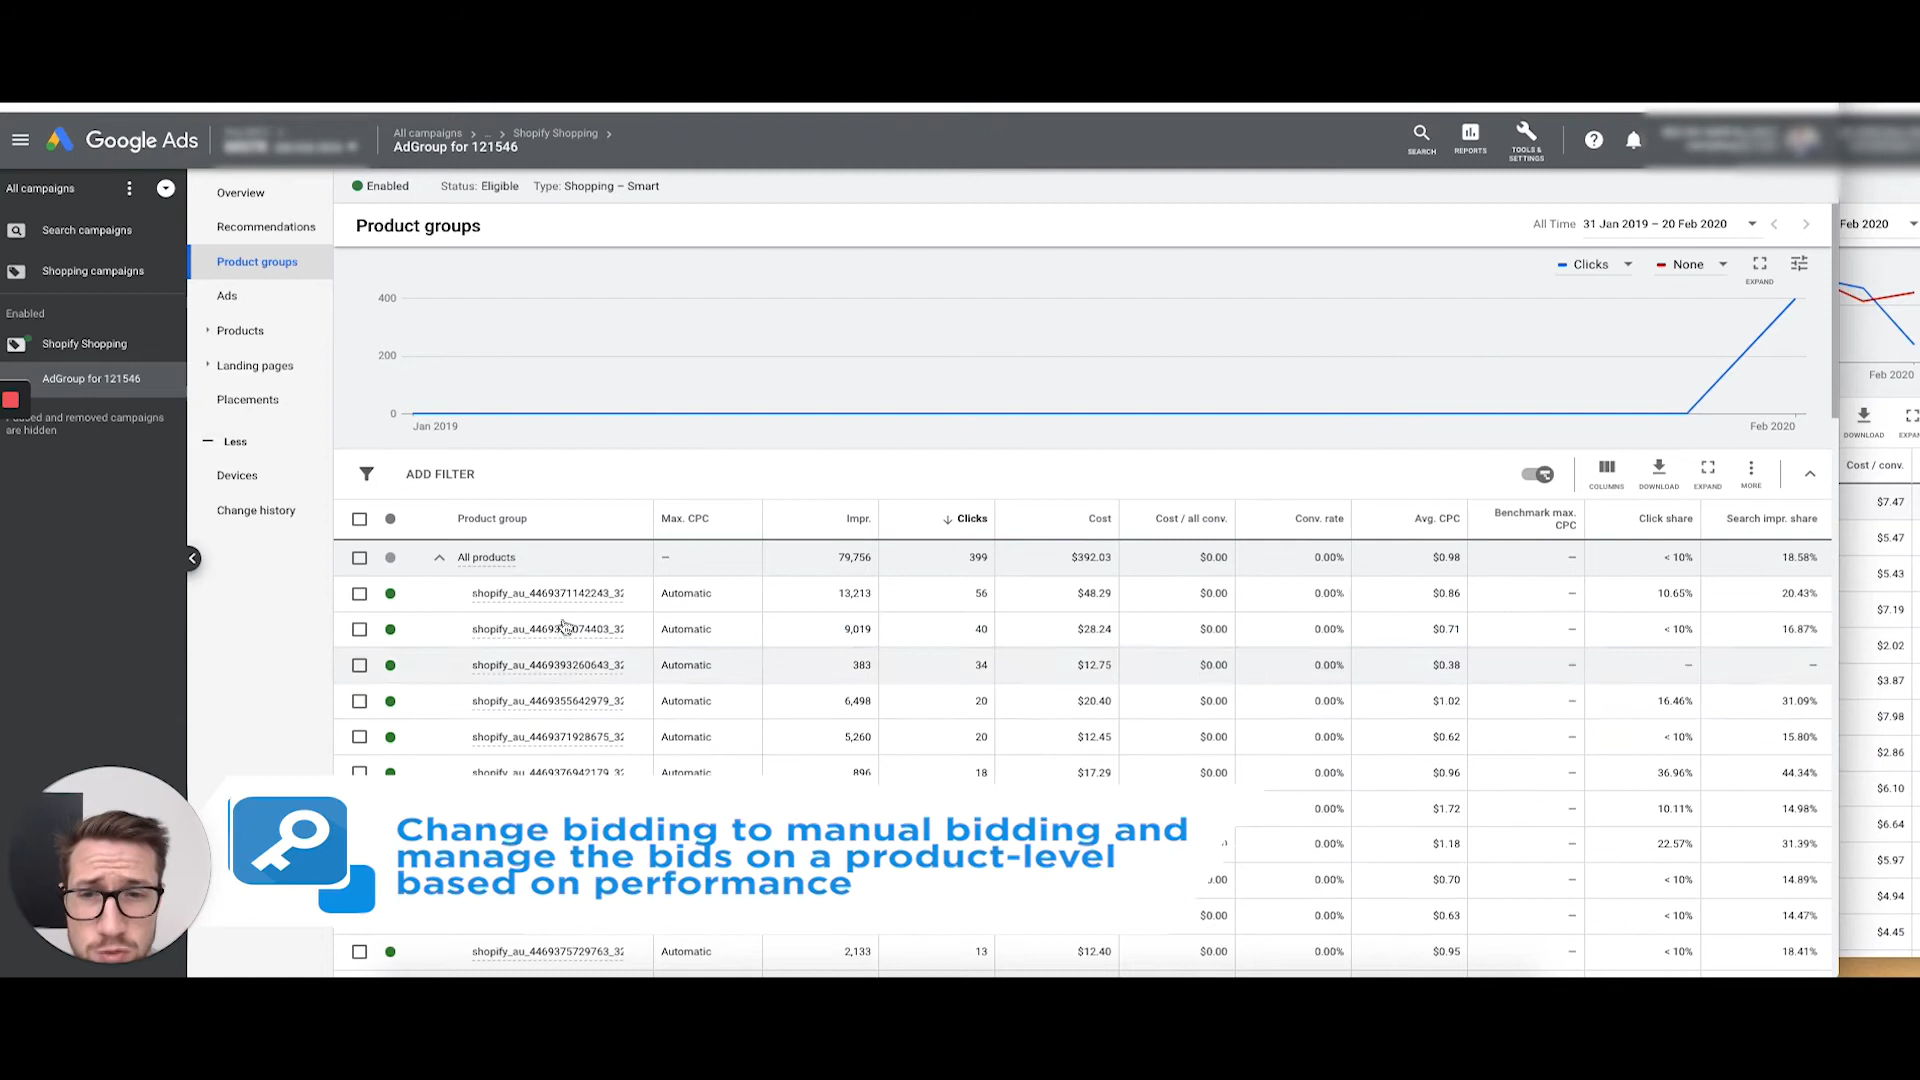 Google Ads
All campaigns > ... > Shopify Shopping >
AdGroup for 121546
SEARCH
REPORTS
TOOLS & SETTINGS
All campaigns
Search campaigns
Shopping campaigns
Enabled
Shopify Shopping
AdGroup for 121546
and removed campaigns
are hidden
Overview
Recommendations
Product groups
Ads
Products
Landing pages
Placements
Less
Devices
Change history
Enabled Status: Eligible Type: Shopping – Smart
Product groups
All Time 31 Jan 2019 – 20 Feb 2020
Clicks
None
EXPAND
400
200
0
Jan 2019
Feb 2020
ADD FILTER
COLUMNS
DOWNLOAD
EXPAND
MORE
Product group Max. CPC Impr. Clicks Cost Cost / all conv. Conv. rate Avg. CPC Benchmark max. CPC Click share Search impr. share
All products — 79,756 399 $392.03 $0.00 0.00% $0.98 — < 10% 18.58%
shopify_au_4469371142243_32 Automatic 13,213 56 $48.29 $0.00 0.00% $0.86 — 10.65% 20.43%
shopify_au_4469 074403_32 Automatic 9,019 40 $28.24 $0.00 0.00% $0.71 — < 10% 16.87%
shopify_au_4469393260643_32 Automatic 383 34 $12.75 $0.00 0.00% $0.38 — — —
shopify_au_4469355642979_32 Automatic 6,498 20 $20.40 $0.00 0.00% $1.02 — 16.46% 31.09%
shopify_au_4469371928675_32 Automatic 5,260 20 $12.45 $0.00 0.00% $0.62 — < 10% 15.80%
shopify_au_4469376942179_32 Automatic 896 18 $17.29 $0.00 0.00% $0.96 — 36.96% 44.34%
0.00% $1.72 — 10.11% 14.98%
0.00% $1.18 — 22.57% 31.39%
0.00% $0.70 — < 10% 14.89%
$0.00 0.00% $0.63 — < 10% 14.47%
shopify_au_4469375729763_32 Automatic 2,133 13 $12.40 $0.00 0.00% $0.95 — < 10% 18.41%
Change bidding to manual bidding and
manage the bids on a product-level
based on performance
Feb 2020
Feb 2020
DOWNLOAD
EXPAN
Cost / conv.
$7.47
$5.47
$5.43
$7.19
$2.02
$3.87
$7.98
$2.86
$6.10
$6.64
$5.97
$4.94
$4.45